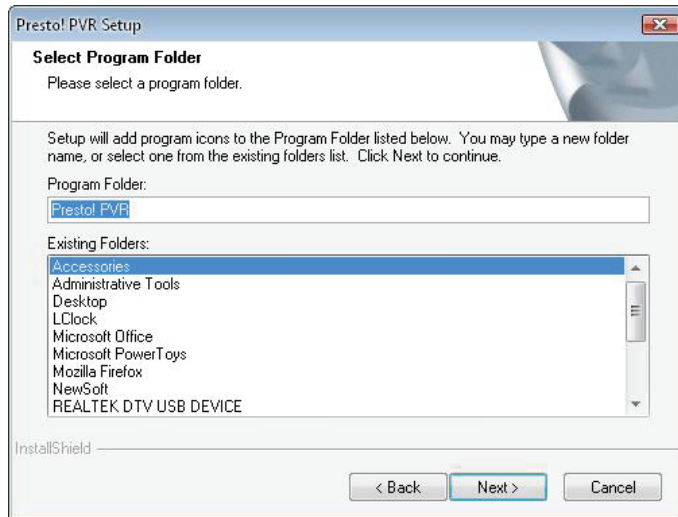 Presto! PVR Setup
Select Program Folder
Please select a program folder.
Setup will add program icons to the Program Folder listed below. You may type a new folder
name, or select one from the existing folders list. Click Next to continue.
Program Folder:
Presto! PVR
Existing Folders:
Accessories
Administrative Tools
Desktop
LClock
Microsoft Office
Microsoft PowerToys
Mozilla Firefox
NewSoft
REALTEK DTV USB DEVICE
InstallShield
< Back
Next >
Cancel